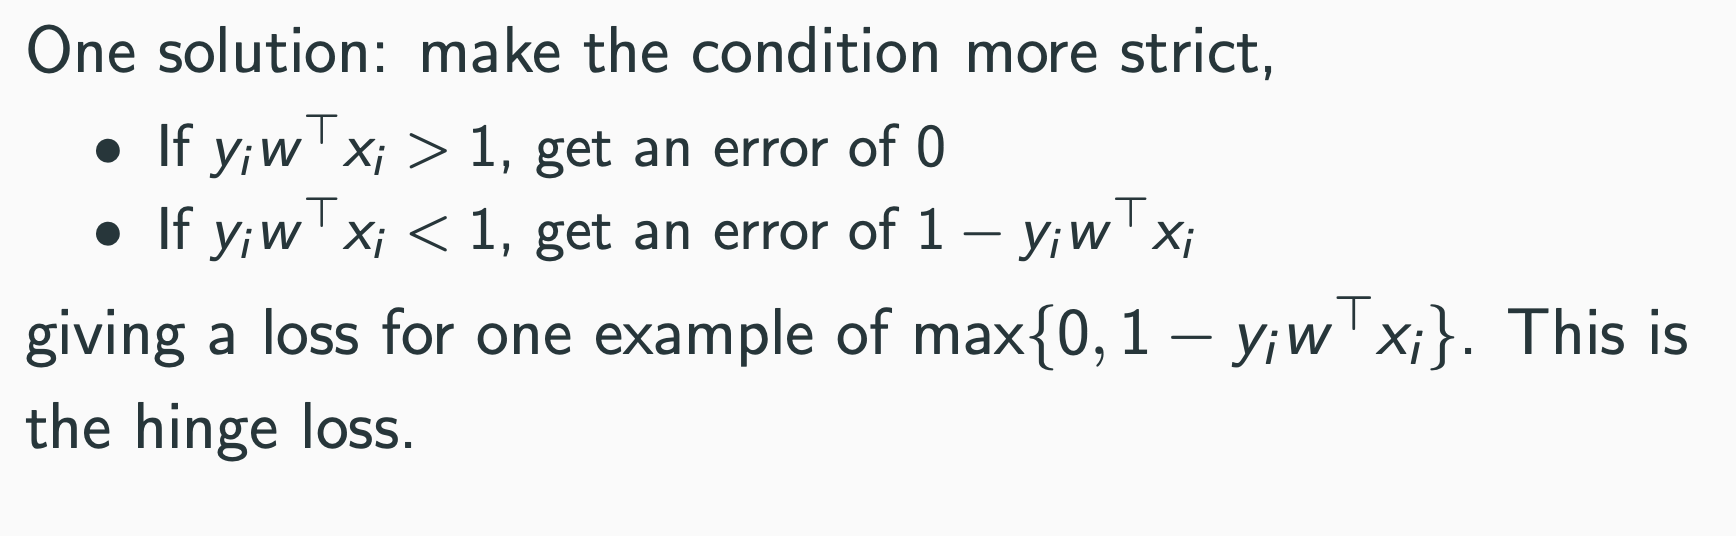 One solution: make the condition more strict,
• If $y_i w^\top x_i > 1$, get an error of 0
• If $y_i w^\top x_i < 1$, get an error of $1 - y_i w^\top x_i$
giving a loss for one example of $\max\{0, 1 - y_i w^\top x_i\}$. This is
the hinge loss.